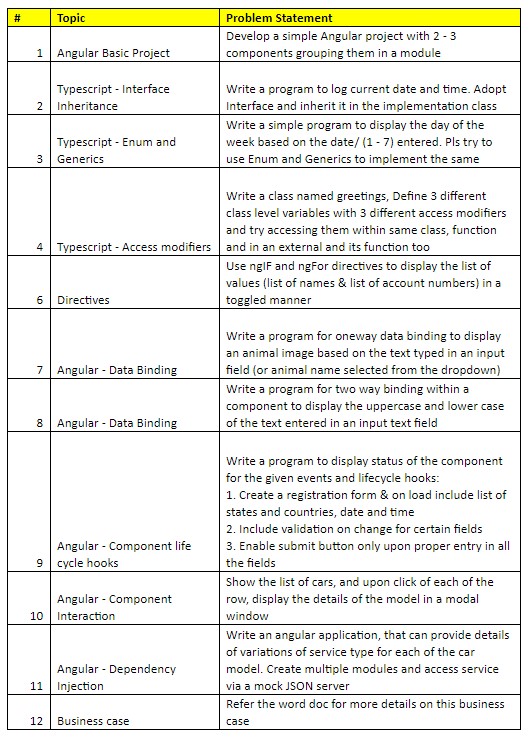 # Topic Problem Statement
Develop a simple Angular project with 2 - 3
1 Angular Basic Project components grouping them in a module
Typescript - Interface Write a program to log current date and time. Adopt
2 Inheritance Interface and inherit it in the implementation class
Write a simple program to display the day of the
Typescript - Enum and week based on the date/ (1 - 7) entered. Pls try to
3 Generics use Enum and Generics to implement the same
Write a class named greetings, Define 3 different
class level variables with 3 different access modifiers
and try accessing them within same class, function
4 Typescript - Access modifiers and in an external and its function too
Use ngIF and ngFor directives to display the list of
values (list of names & list of account numbers) in a
6 Directives toggled manner
Write a program for oneway data binding to display
an animal image based on the text typed in an input
7 Angular - Data Binding field (or animal name selected from the dropdown)
Write a program for two way binding within a
component to display the uppercase and lower case
8 Angular - Data Binding of the text entered in an input text field
Write a program to display status of the component
for the given events and lifecycle hooks:
1. Create a registration form & on load include list of
states and countries, date and time
2. Include validation on change for certain fields
Angular - Component life 3. Enable submit button only upon proper entry in all
9 cycle hooks the fields
Show the list of cars, and upon click of each of the
Angular - Component row, display the details of the model in a modal
10 Interaction window
Write an angular application, that can provide details
of variations of service type for each of the car
Angular - Dependency model. Create multiple modules and access service
11 Injection via a mock JSON server
Refer the word doc for more details on this business
12 Business case case